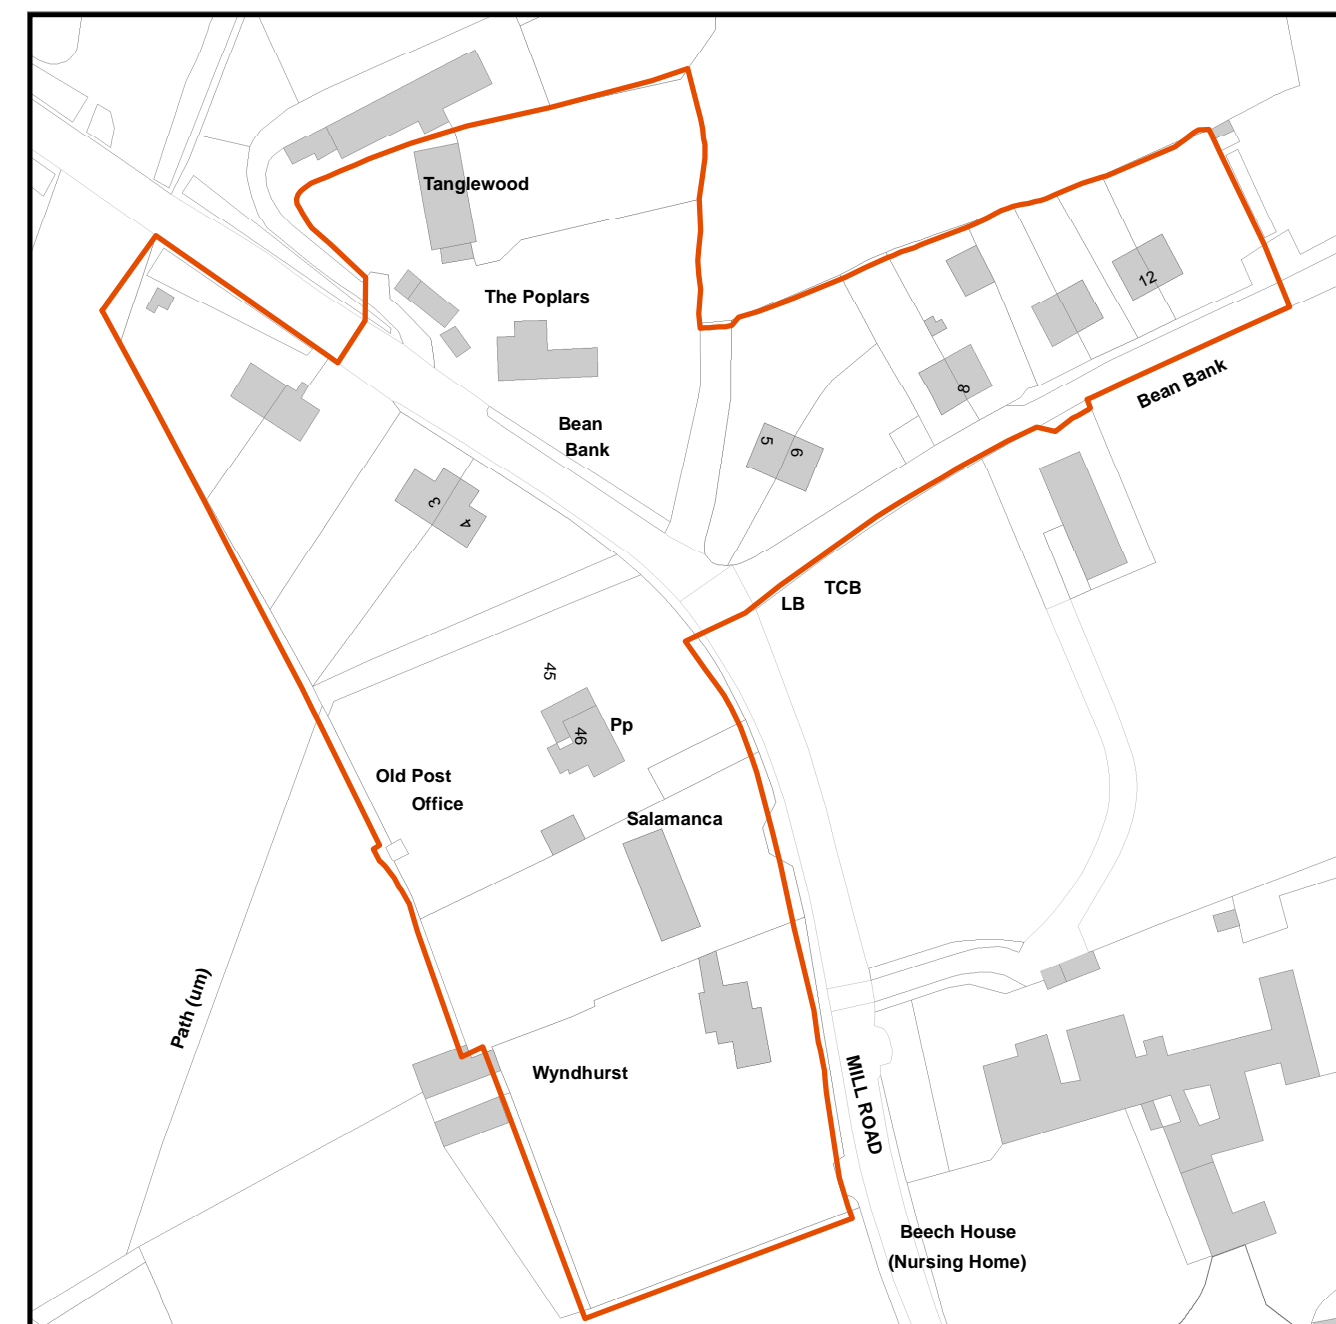 Tanglewood
The Poplars
12
Bean Bank
8
Bean
Bank
5
6
3
4
TCB
LB
45
46
Pp
Old Post
Office
Salamanca
Path (um)
Wyndhurst
MILL ROAD
Beech House
(Nursing Home)